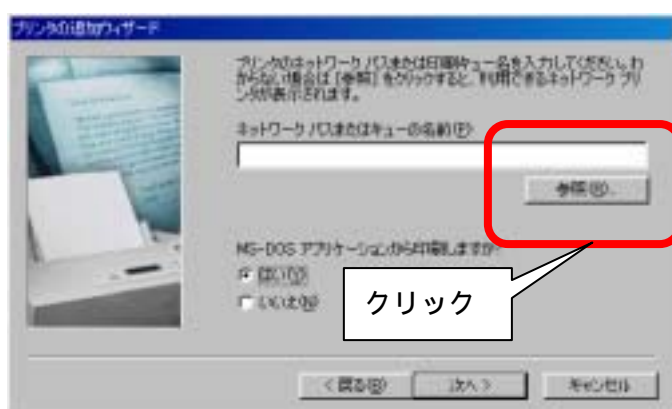 プリンタの追加ウィザード
プリンタのネットワーク パスまたは印刷キュー名を入力してください。わ
からない場合は [参照] をクリックすると、利用できるネットワーク プリ
ンタが表示されます。
ネットワーク パスまたはキューの名前(P)
参照(R)...
MS-DOS アプリケーションから印刷しますか?
はい(Y)
いいえ(N)
クリック
< 戻る(B)
次へ >
キャンセル